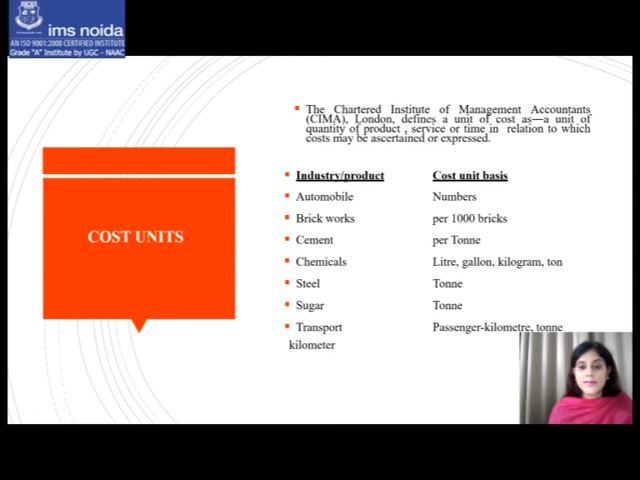 ims noida
AN ISO 9001:2008 CERTIFIED INSTITUTE
Grade "A" Institute by UGC - NAAC
The Chartered Institute of Management Accountants
(CIMA), London, defines a unit of cost as—a unit of
quantity of product , service or time in relation to which
costs may be ascertained or expressed.
COST UNITS
Industry/product Cost unit basis
Automobile Numbers
Brick works per 1000 bricks
Cement per Tonne
Chemicals Litre, gallon, kilogram, ton
Steel Tonne
Sugar Tonne
Transport Passenger-kilometre, tonne
kilometer